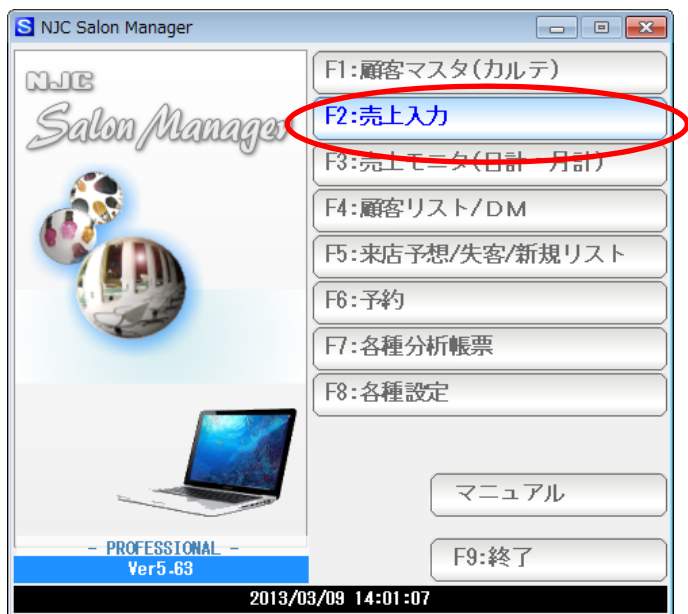 S NJC Salon Manager
NJC
Salon Manager
F1:顧客マスタ(カルテ)
F2:売上入力
F3:売上モニタ(日計・月計)
F4:顧客リスト/DM
F5:来店予想/失客/新規リスト
F6:予約
F7:各種分析帳票
F8:各種設定
マニュアル
F9:終了
- PROFESSIONAL -
Ver5.63
2013/03/09 14:01:07